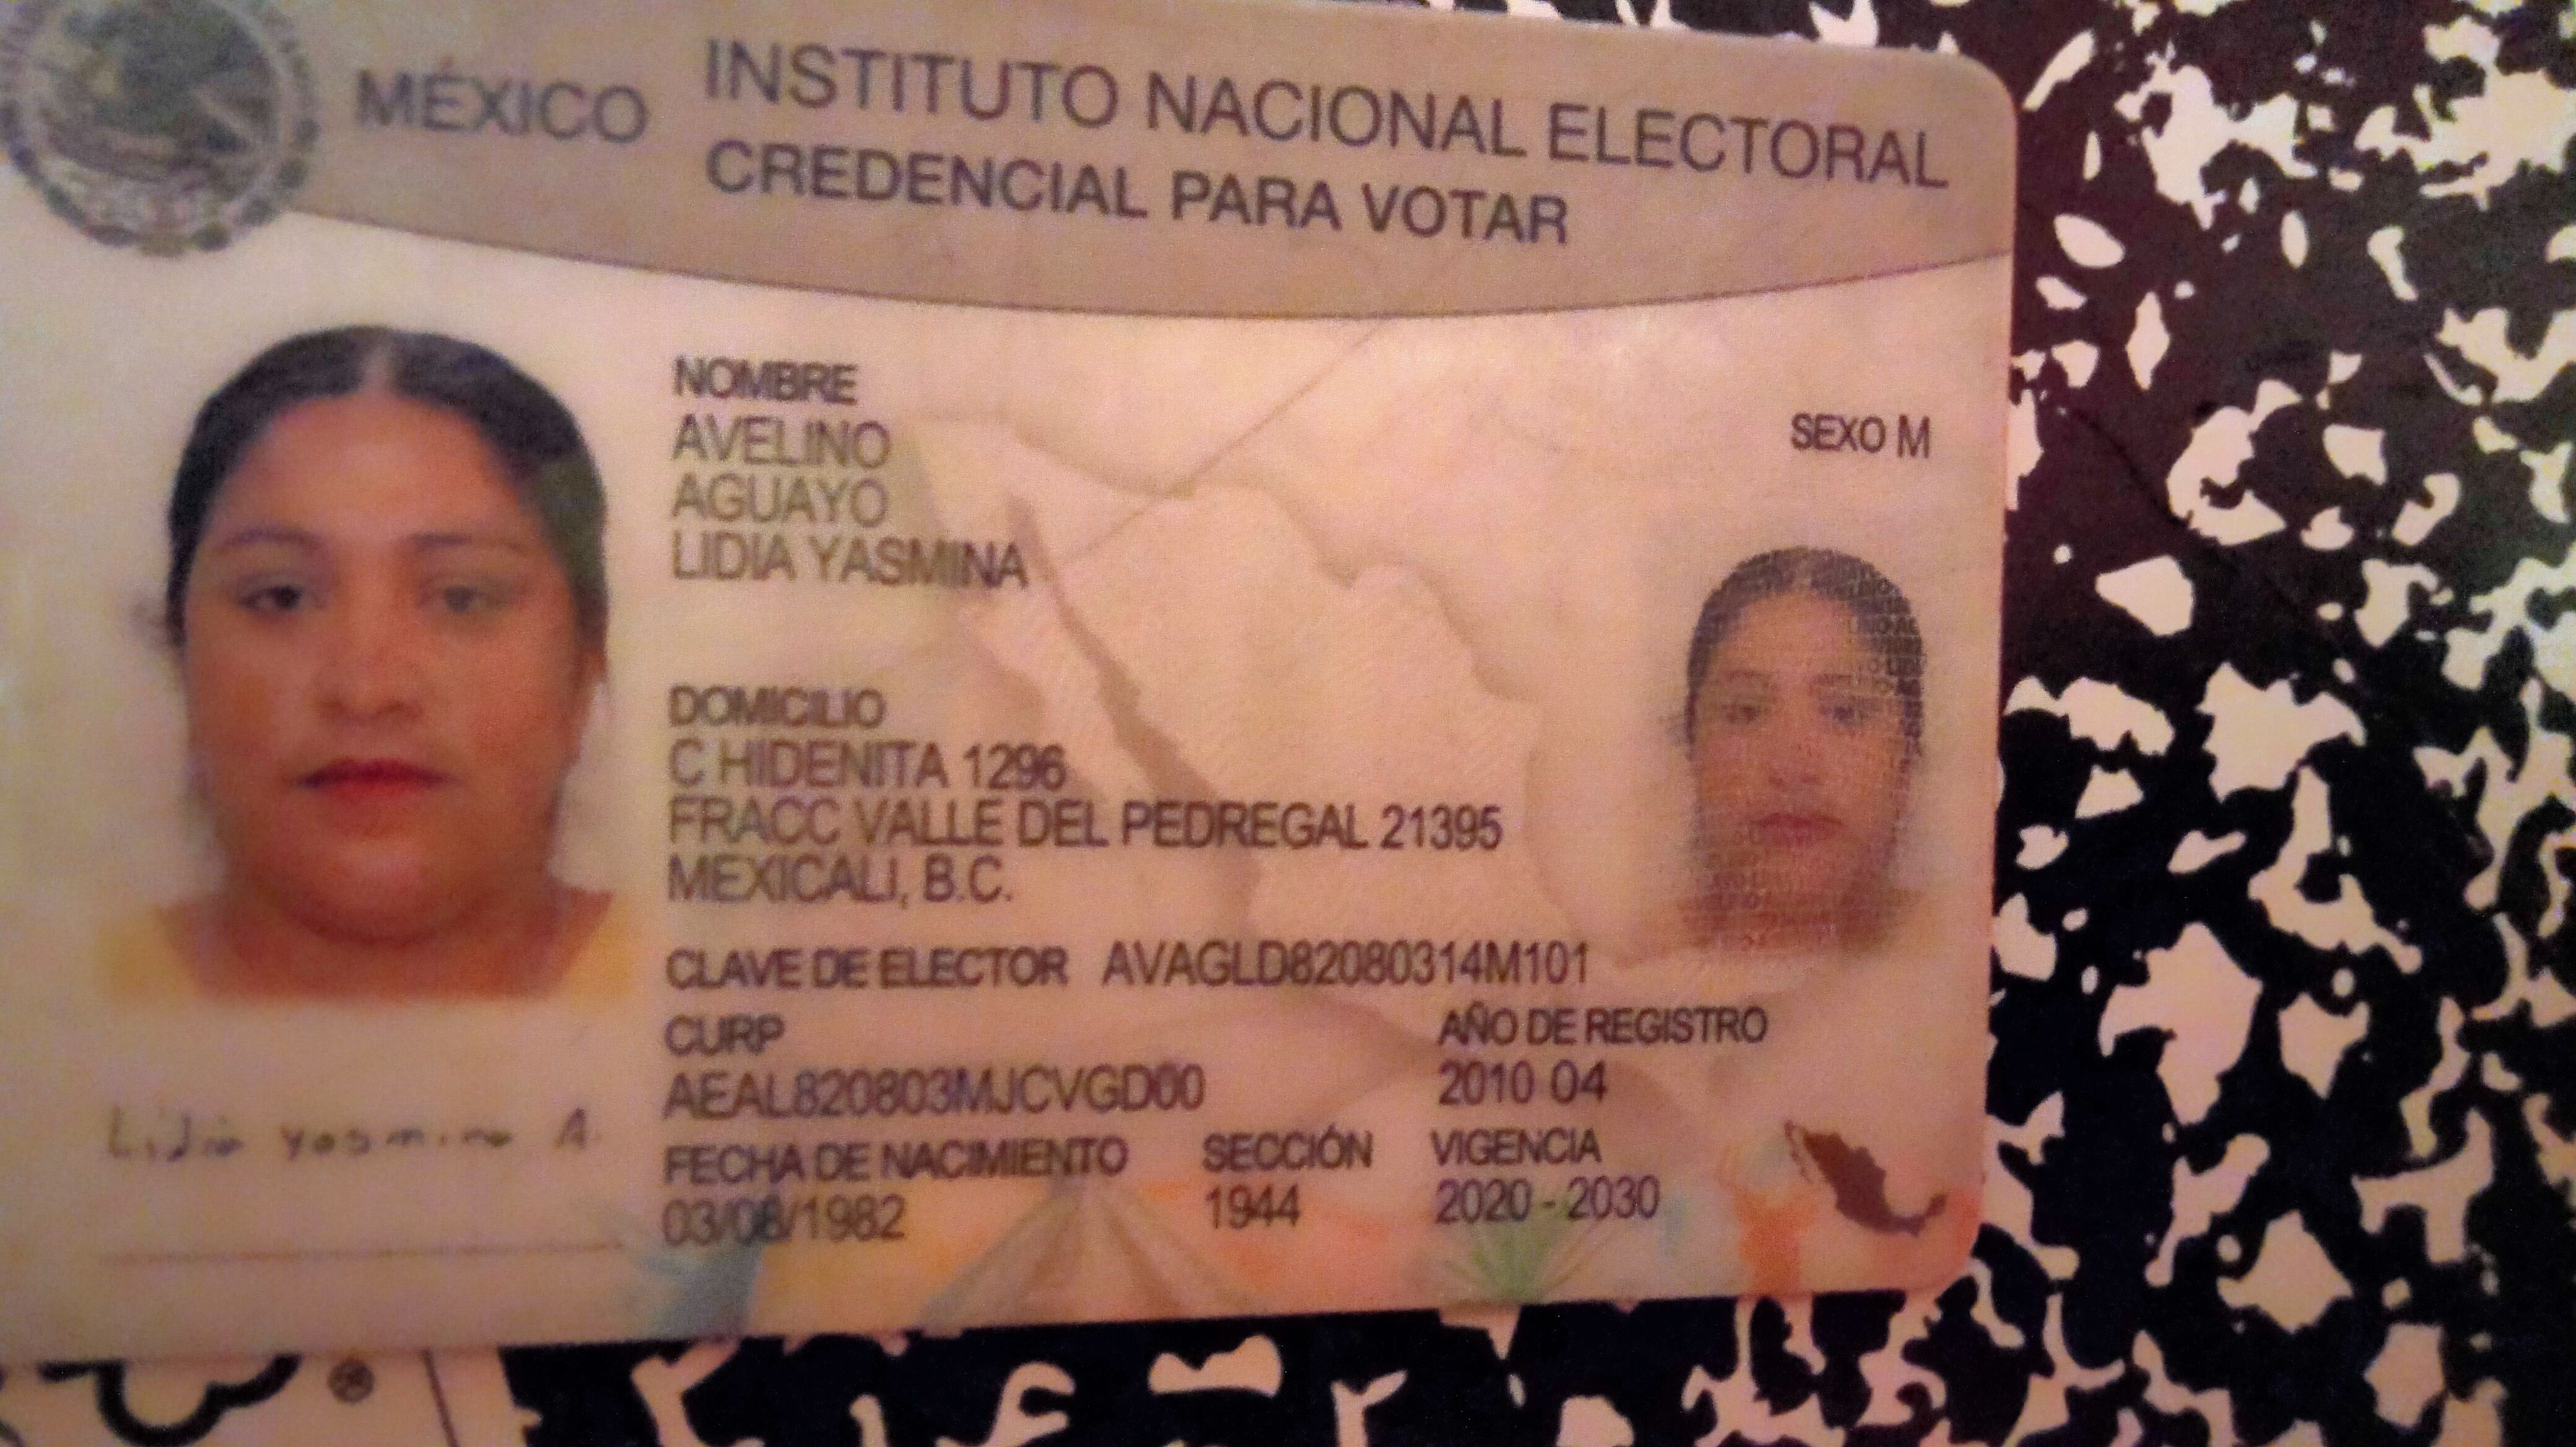 MÉXICO
INSTITUTO NACIONAL ELECTORAL
CREDENCIAL PARA VOTAR
NOMBRE
AVELINO
AGUAYO
LIDIA YASMINA
SEXO M
DOMICILIO
C HIDENITA 1296
FRACC VALLE DEL PEDREGAL 21395
MEXICALI, B.C.
CLAVE DE ELECTOR AVAGLD82080314M101
CURP
AEAL820803MJCVGD00
AÑO DE REGISTRO
2010 04
FECHA DE NACIMIENTO
03/08/1982
SECCIÓN
1944
VIGENCIA
2020 - 2030
Lidia Yasmina A.